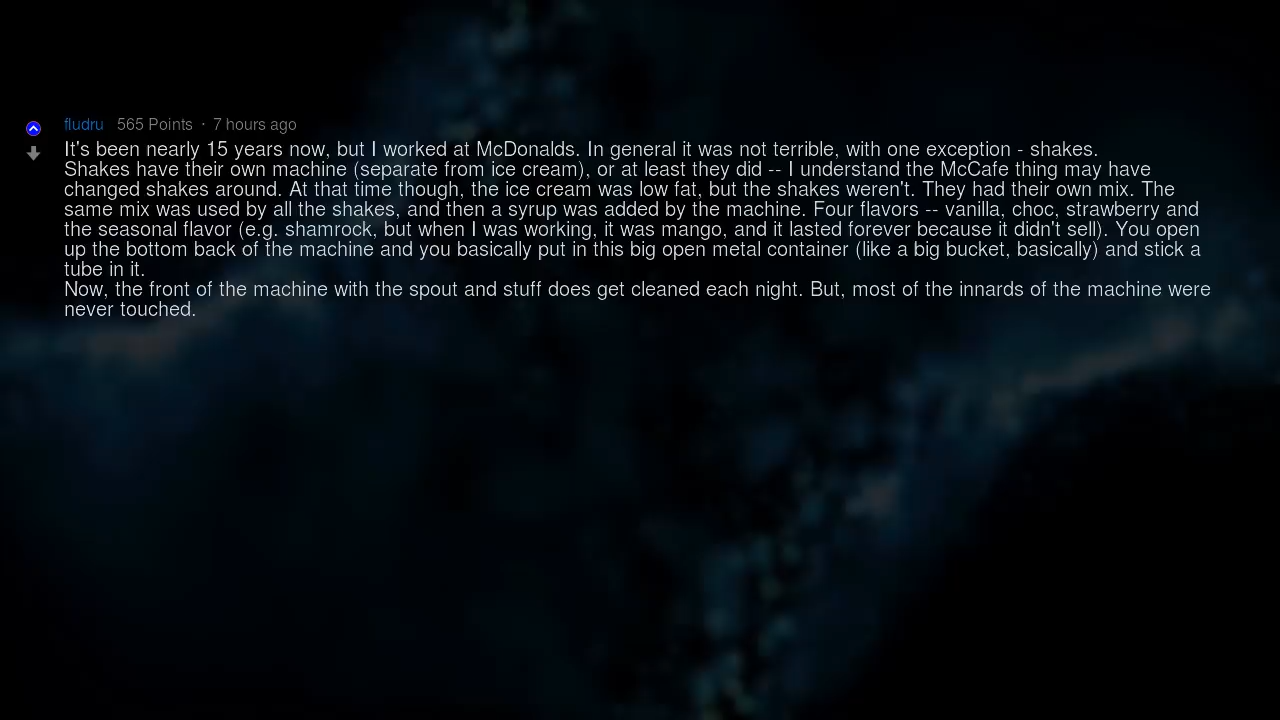 fludru 565 Points · 7 hours ago
It's been nearly 15 years now, but I worked at McDonalds. In general it was not terrible, with one exception - shakes.
Shakes have their own machine (separate from ice cream), or at least they did -- I understand the McCafe thing may have
changed shakes around. At that time though, the ice cream was low fat, but the shakes weren't. They had their own mix. The
same mix was used by all the shakes, and then a syrup was added by the machine. Four flavors -- vanilla, choc, strawberry and
the seasonal flavor (e.g. shamrock, but when I was working, it was mango, and it lasted forever because it didn't sell). You open
up the bottom back of the machine and you basically put in this big open metal container (like a big bucket, basically) and stick a
tube in it.
Now, the front of the machine with the spout and stuff does get cleaned each night. But, most of the innards of the machine were
never touched.